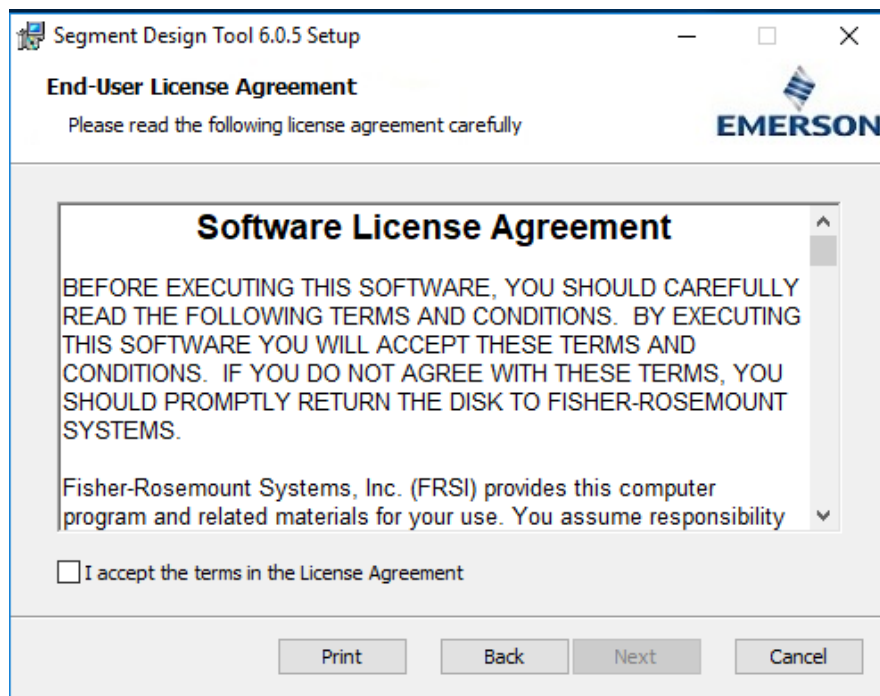 Segment Design Tool 6.0.5 Setup
End-User License Agreement
Please read the following license agreement carefully
EMERSON
Software License Agreement
BEFORE EXECUTING THIS SOFTWARE, YOU SHOULD CAREFULLY
READ THE FOLLOWING TERMS AND CONDITIONS.  BY EXECUTING
THIS SOFTWARE YOU WILL ACCEPT THESE TERMS AND
CONDITIONS.  IF YOU DO NOT AGREE WITH THESE TERMS, YOU
SHOULD PROMPTLY RETURN THE DISK TO FISHER-ROSEMOUNT
SYSTEMS.
Fisher-Rosemount Systems, Inc. (FRSI) provides this computer
program and related materials for your use. You assume responsibility
I accept the terms in the License Agreement
Print Back Next Cancel